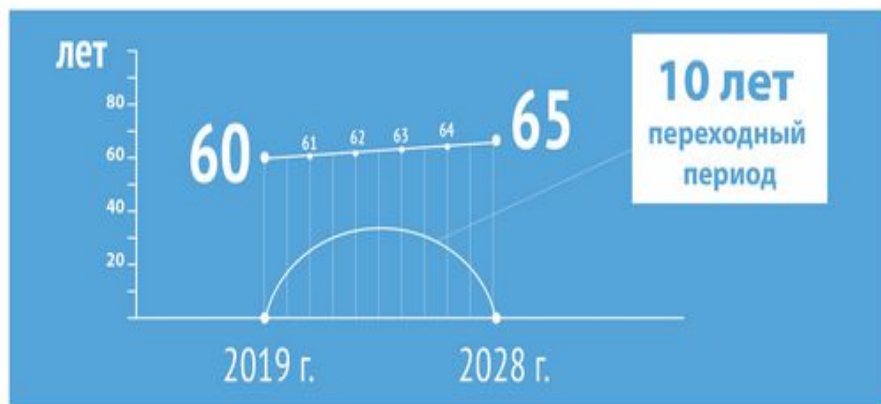 лет
80
60
40
20
60
61
62
63
64
65
10 лет
переходный
период
2019 г.
2028 г.